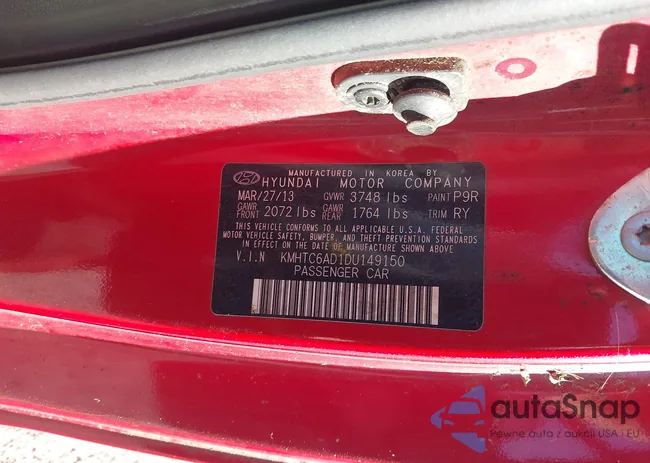 MANUFACTURED IN KOREA BY
HYUNDAI MOTOR COMPANY
MAR/27/13 GVWR 3748 lbs PAINT P9R
GAWR FRONT 2072 lbs GAWR REAR 1764 lbs TRIM RY
THIS VEHICLE CONFORMS TO ALL APPLICABLE U.S.A. FEDERAL
MOTOR VEHICLE SAFETY, BUMPER, AND THEFT PREVENTION STANDARDS
IN EFFECT ON THE DATE OF MANUFACTURE SHOWN ABOVE
V.I.N KMHTC6AD1DU149150
PASSENGER CAR
autaSnap
Pewne auta z aukcji USA i EU